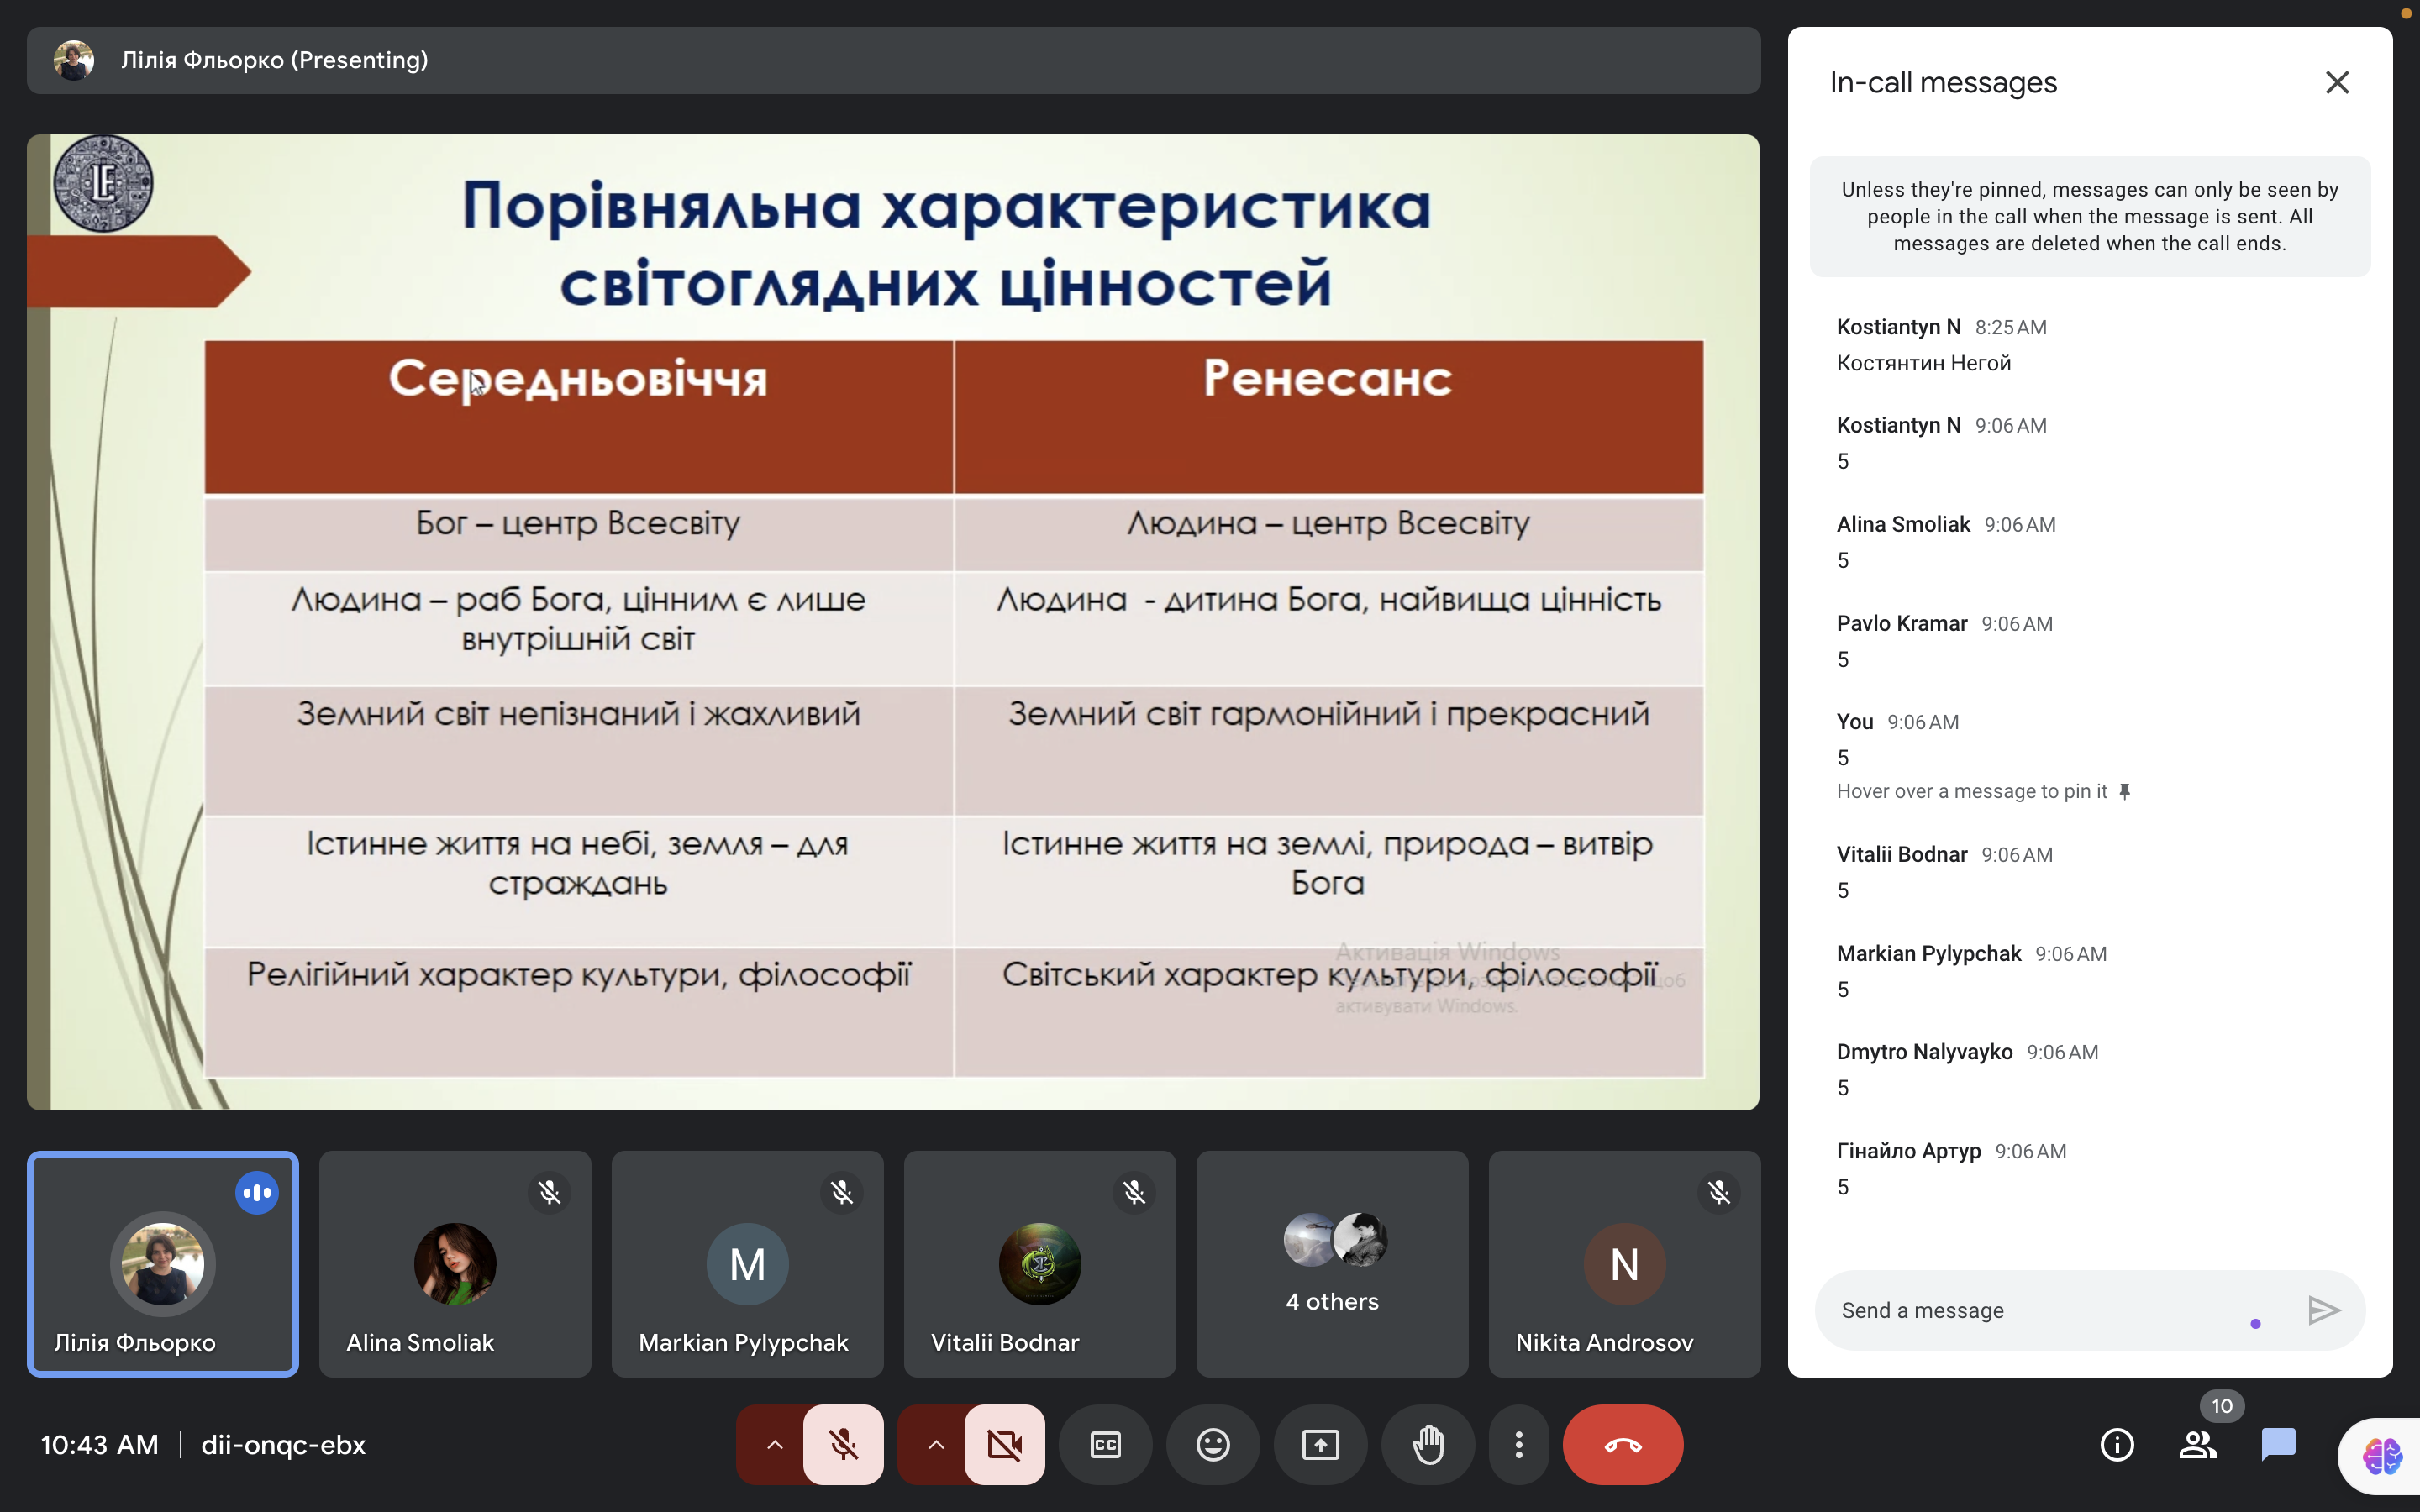 Лілія Фльорко (Presenting)
LF
Порівняльна характеристика
світоглядних цінностей
Середньовіччя
Ренесанс
Бог – центр Всесвіту
Людина – центр Всесвіту
Людина – раб Бога, цінним є лише
внутрішній світ
Людина - дитина Бога, найвища цінність
Земний світ непізнаний і жахливий
Земний світ гармонійний і прекрасний
Істинне життя на небі, земля – для
страждань
Істинне життя на землі, природа – витвір
Бога
Релігійний характер культури, філософії
Світський характер культури, філософії
Активація Windows
щоб
активувати Windows.
Лілія Фльорко
Alina Smoliak
M
Markian Pylypchak
Vitalii Bodnar
4 others
N
Nikita Androsov
10:43 AM | dii-onqc-ebx
CC
10
In-call messages
Unless they're pinned, messages can only be seen by
people in the call when the message is sent. All
messages are deleted when the call ends.
Kostiantyn N 8:25 AM
Костянтин Негой
Kostiantyn N 9:06 AM
5
Alina Smoliak 9:06 AM
5
Pavlo Kramar 9:06 AM
5
You 9:06 AM
5
Hover over a message to pin it
Vitalii Bodnar 9:06 AM
5
Markian Pylypchak 9:06 AM
5
Dmytro Nalyvayko 9:06 AM
5
Гінайло Артур 9:06 AM
5
Send a message